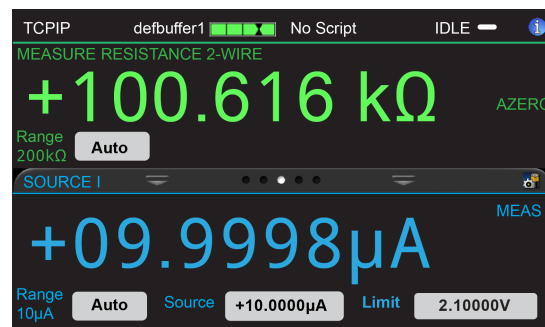 TCPIP defbuffer1 No Script IDLE i
MEASURE RESISTANCE 2-WIRE
+100.616 kΩ
AZERO
Range
200kΩ Auto
SOURCE I
MEAS
+09.9998μA
Range
10μA Auto Source +10.0000μA Limit 2.10000V